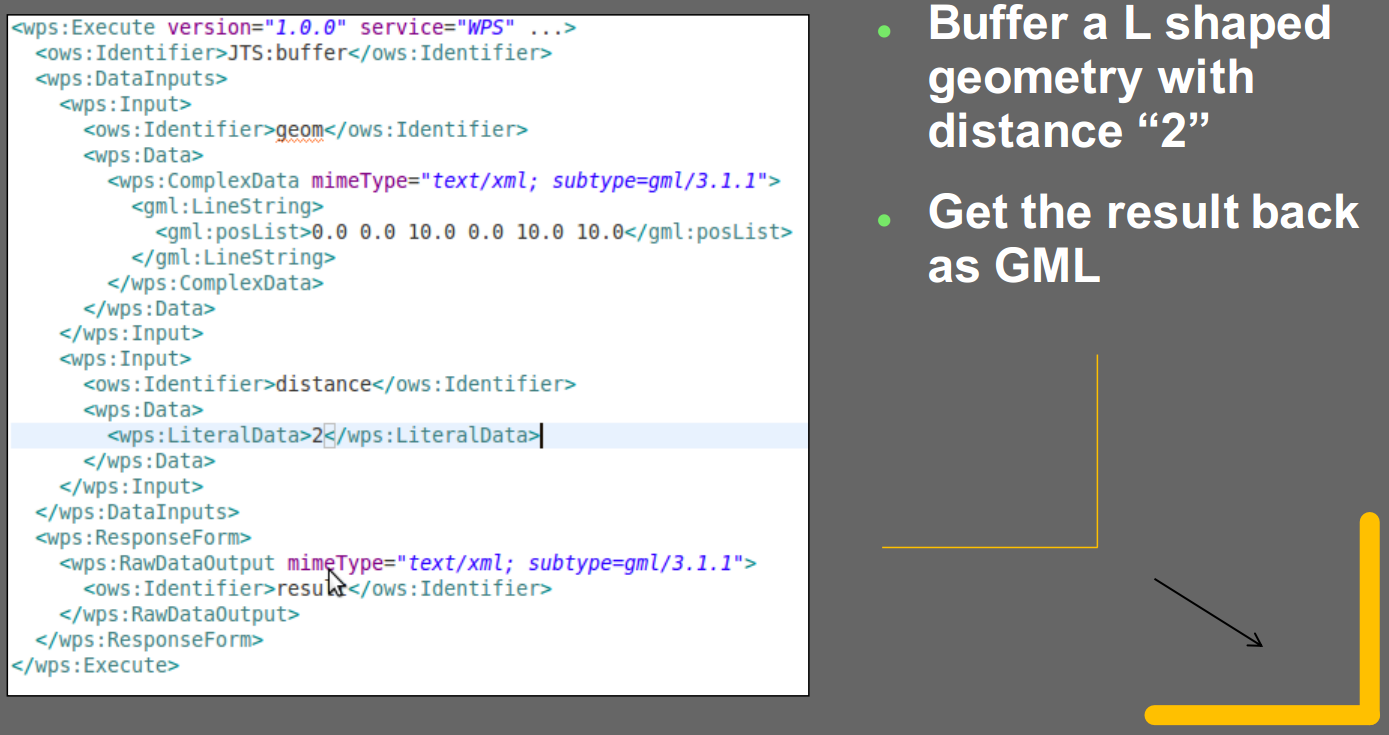 <wps:Execute version="1.0.0" service="WPS" ...>
<ows:Identifier>JTS:buffer</ows:Identifier>
<wps:DataInputs>
<wps:Input>
<ows:Identifier>geom</ows:Identifier>
<wps:Data>
<wps:ComplexData mimeType="text/xml; subtype=gml/3.1.1">
<gml:LineString>
<gml:posList>0.0 0.0 10.0 0.0 10.0 10.0</gml:posList>
</gml:LineString>
</wps:ComplexData>
</wps:Data>
</wps:Input>
<wps:Input>
<ows:Identifier>distance</ows:Identifier>
<wps:Data>
<wps:LiteralData>2</wps:LiteralData>
</wps:Data>
</wps:Input>
</wps:DataInputs>
<wps:ResponseForm>
<wps:RawDataOutput mimeType="text/xml; subtype=gml/3.1.1">
<ows:Identifier>result</ows:Identifier>
</wps:RawDataOutput>
</wps:ResponseForm>
</wps:Execute>
• Buffer a L shaped
geometry with
distance “2”
• Get the result back
as GML